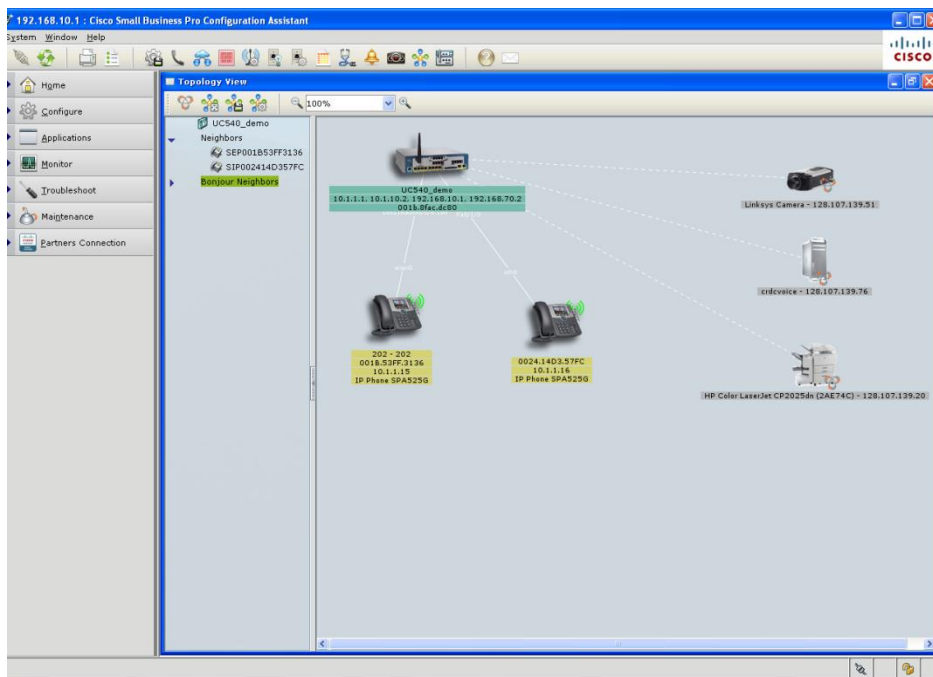 192.168.10.1 : Cisco Small Business Pro Configuration Assistant
System Window Help
CISCO
Home
Configure
Applications
Monitor
Troubleshoot
Maintenance
Partners Connection
Topology View
100%
UC540_demo
Neighbors
SEP001B53FF3136
SIP002414D357FC
Bonjour Neighbors
UC540_demo
10.1.1.1, 10.1.10.2, 192.168.10.1, 192.168.70.2
001b.8fac.dc80
202 - 202
001B.53FF.3136
10.1.1.15
IP Phone SPA525G
0024.14D3.57FC
10.1.1.16
IP Phone SPA525G
Linksys Camera - 128.107.139.51
crdcvoice - 128.107.139.76
HP Color LaserJet CP2025dn (2AE74C) - 128.107.139.20